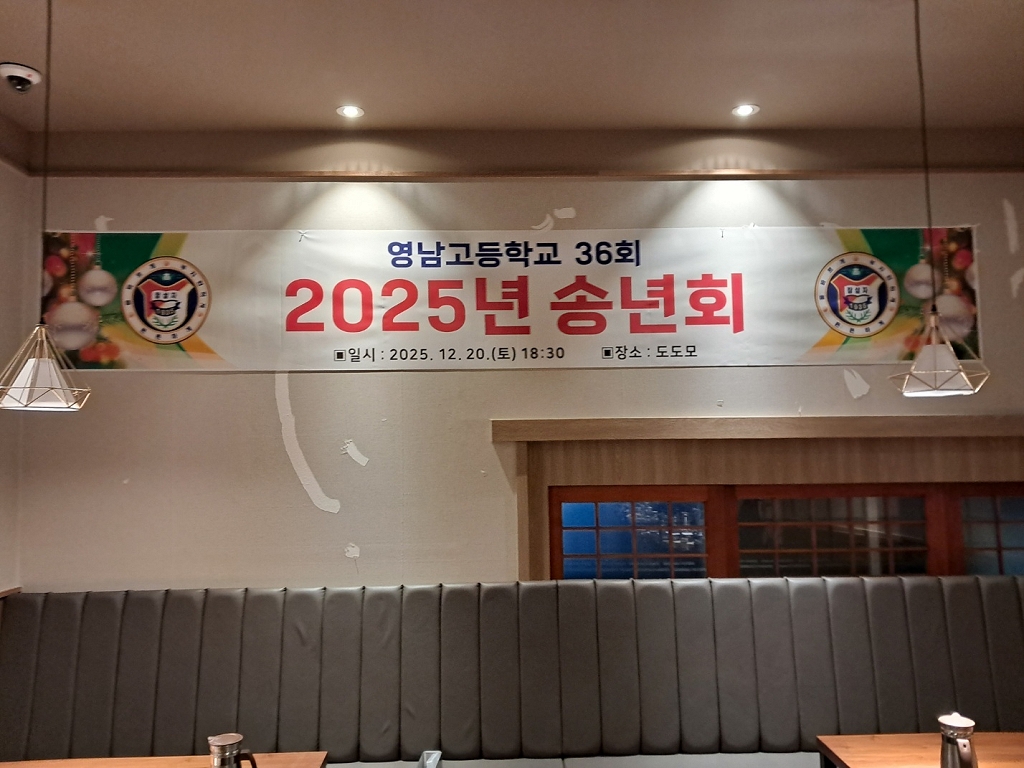 영남고등학교 36회
2025년 송년회
▣일시 : 2025. 12. 20.(토) 18:30 ▣장소 : 도도모